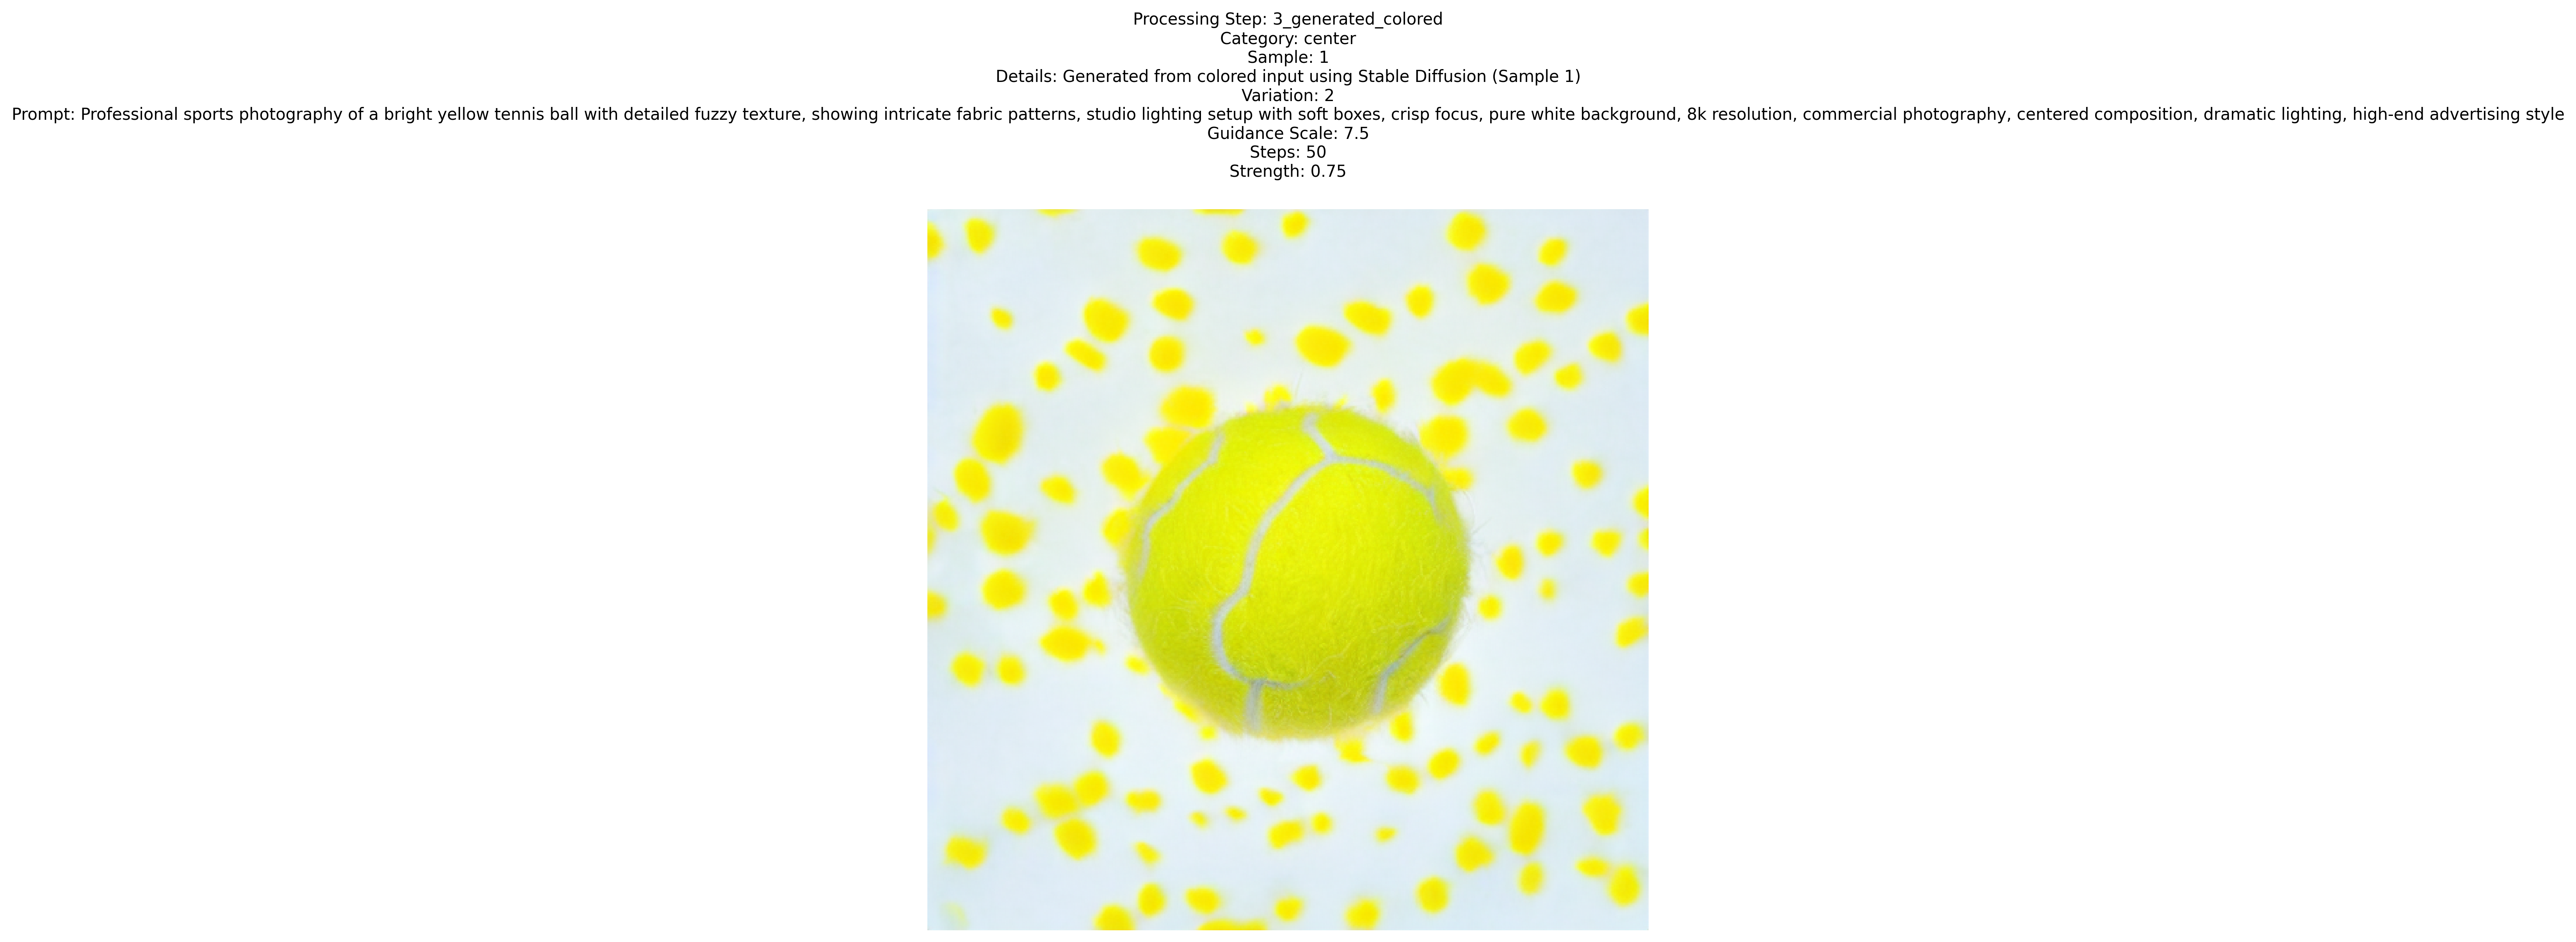 Processing Step: 3_generated_colored
Category: center
Sample: 1
Details: Generated from colored input using Stable Diffusion (Sample 1)
Variation: 2
Prompt: Professional sports photography of a bright yellow tennis ball with detailed fuzzy texture, showing intricate fabric patterns, studio lighting setup with soft boxes, crisp focus, pure white background, 8k resolution, commercial photography, centered composition, dramatic lighting, high-end advertising style
Guidance Scale: 7.5
Steps: 50
Strength: 0.75